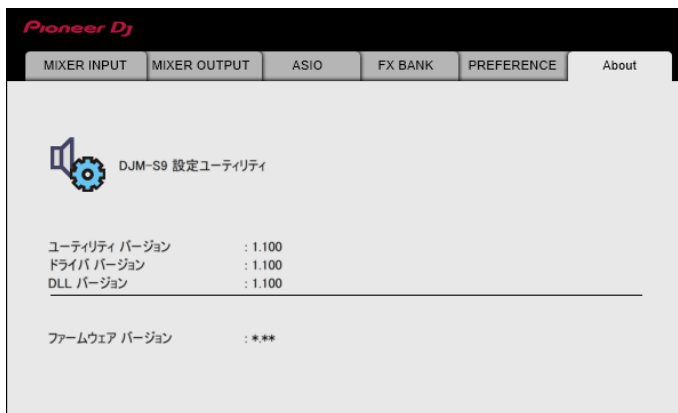 Pioneer Dj
MIXER INPUT MIXER OUTPUT ASIO FX BANK PREFERENCE About
DJM-S9 設定ユーティリティ
ユーティリティ バージョン : 1.100
ドライバ バージョン : 1.100
DLL バージョン : 1.100
ファームウェア バージョン : *.**